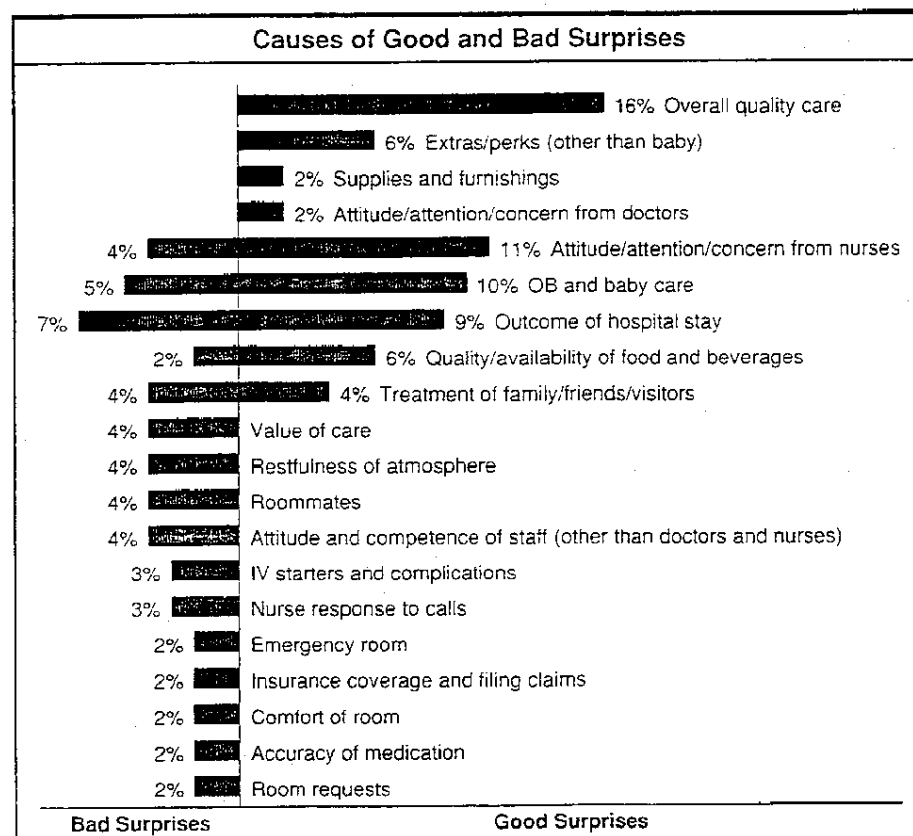 Causes of Good and Bad Surprises
16% Overall quality care
6% Extras/perks (other than baby)
2% Supplies and furnishings
2% Attitude/attention/concern from doctors
4% 11% Attitude/attention/concern from nurses
5% 10% OB and baby care
7% 9% Outcome of hospital stay
2% 6% Quality/availability of food and beverages
4% 4% Treatment of family/friends/visitors
4% Value of care
4% Restfulness of atmosphere
4% Roommates
4% Attitude and competence of staff (other than doctors and nurses)
3% IV starters and complications
3% Nurse response to calls
2% Emergency room
2% Insurance coverage and filing claims
2% Comfort of room
2% Accuracy of medication
2% Room requests
Bad Surprises Good Surprises